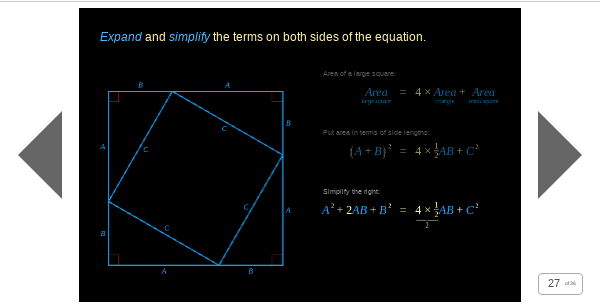 Expand and simplify the terms on both sides of the equation.
Area of a large square:
Area = 4 × Area + Area
large square triangle small square
Put area in terms of side lengths:
(A + B)² = 4 × ½AB + C²
Simplify the right:
A² + 2AB + B² = 4 × ½AB + C²
2
B A
A C C B
C A
B C
A B
27 of 36